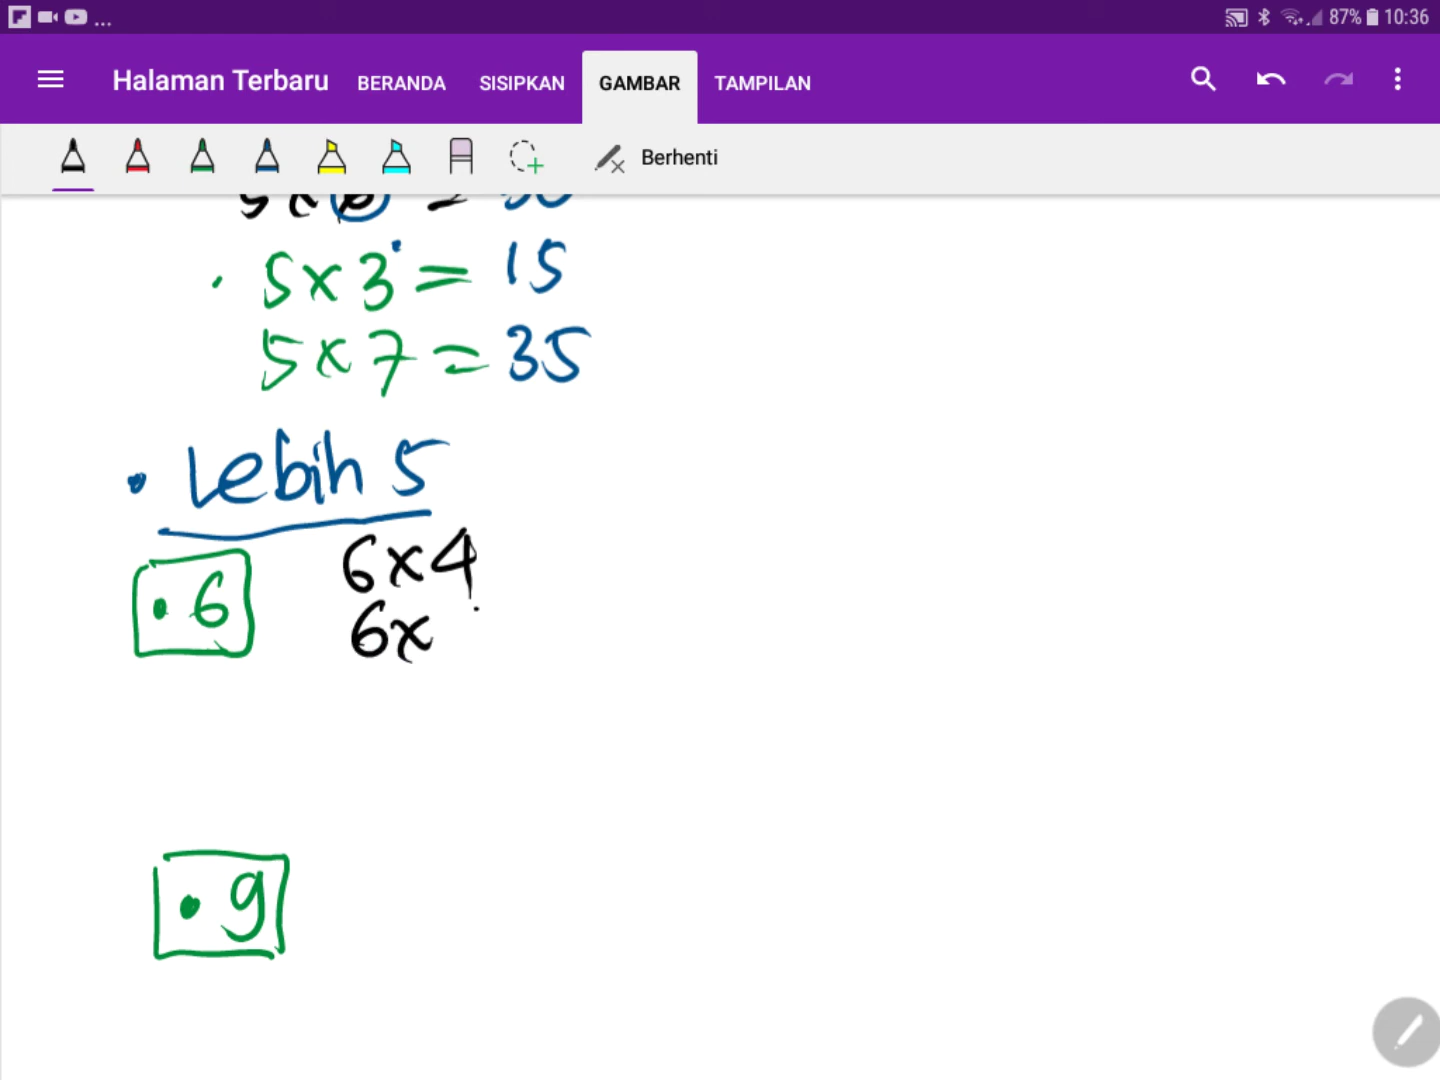 ... 87% 10:36
Halaman Terbaru BERANDA SISIPKAN GAMBAR TAMPILAN
Berhenti
· 5x3 = 15
5x7 = 35
• Lebih 5
• 6 6x4
6x
• 9